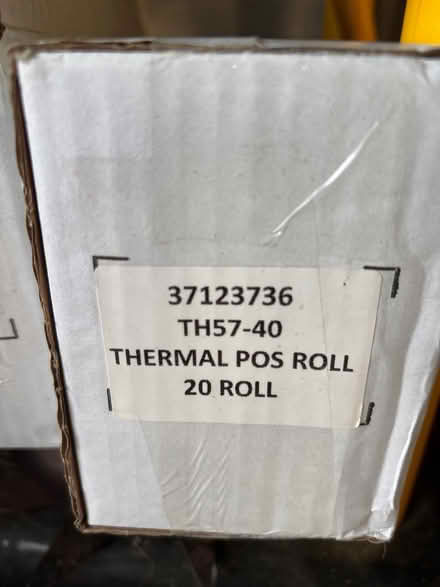 37123736
TH57-40
THERMAL POS ROLL
20 ROLL